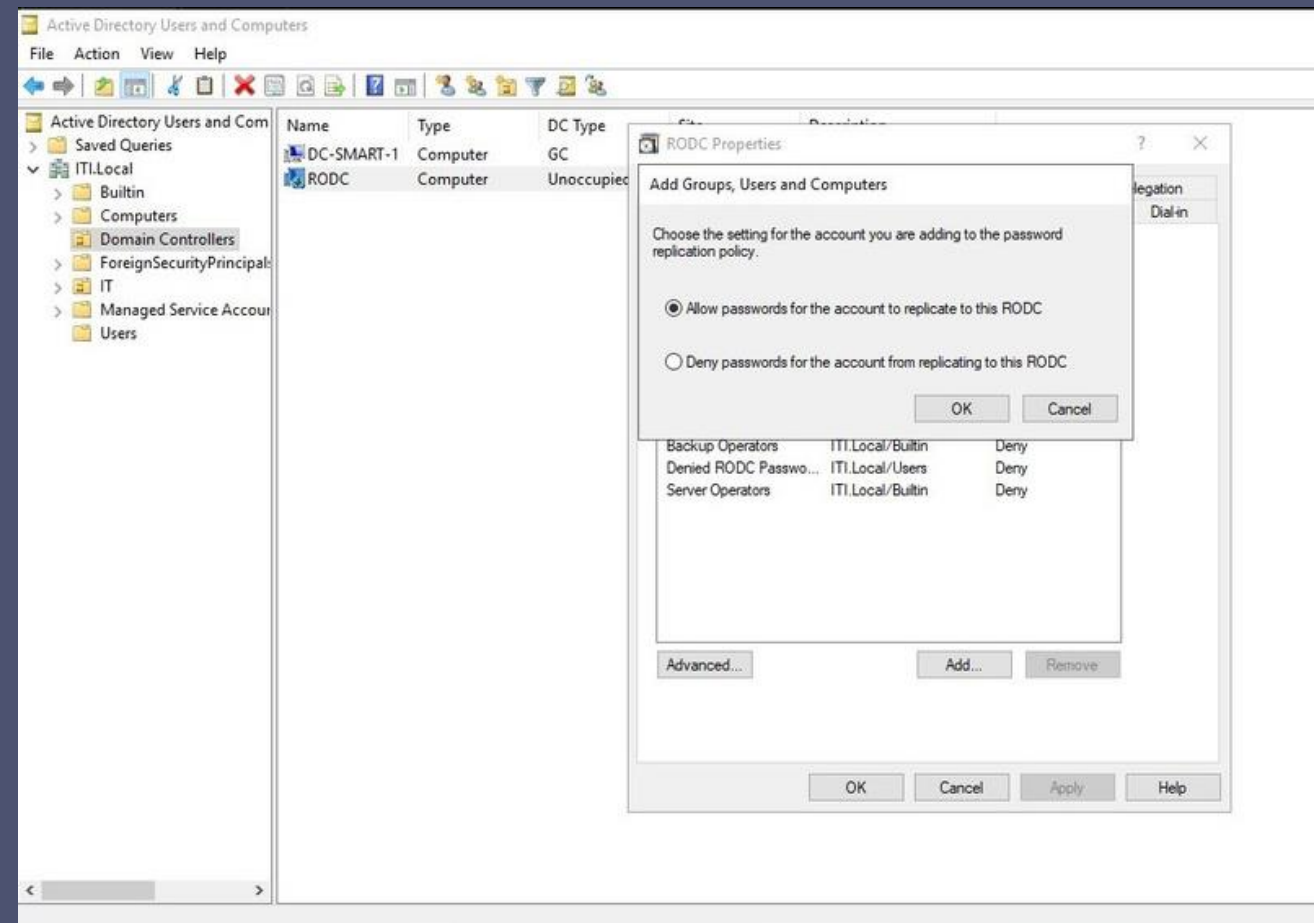 Active Directory Users and Computers
File Action View Help
Active Directory Users and Com
Saved Queries
ITI.Local
Builtin
Computers
Domain Controllers
ForeignSecurityPrincipals
IT
Managed Service Accour
Users
Name Type DC Type
DC-SMART-1 Computer GC
RODC Computer Unoccupied
RODC Properties
Add Groups, Users and Computers
legation
Dial-in
Choose the setting for the account you are adding to the password
replication policy.
Allow passwords for the account to replicate to this RODC
Deny passwords for the account from replicating to this RODC
OK Cancel
Backup Operators ITI.Local/Builtin Deny
Denied RODC Passwo... ITI.Local/Users Deny
Server Operators ITI.Local/Builtin Deny
Advanced... Add... Remove
OK Cancel Apply Help